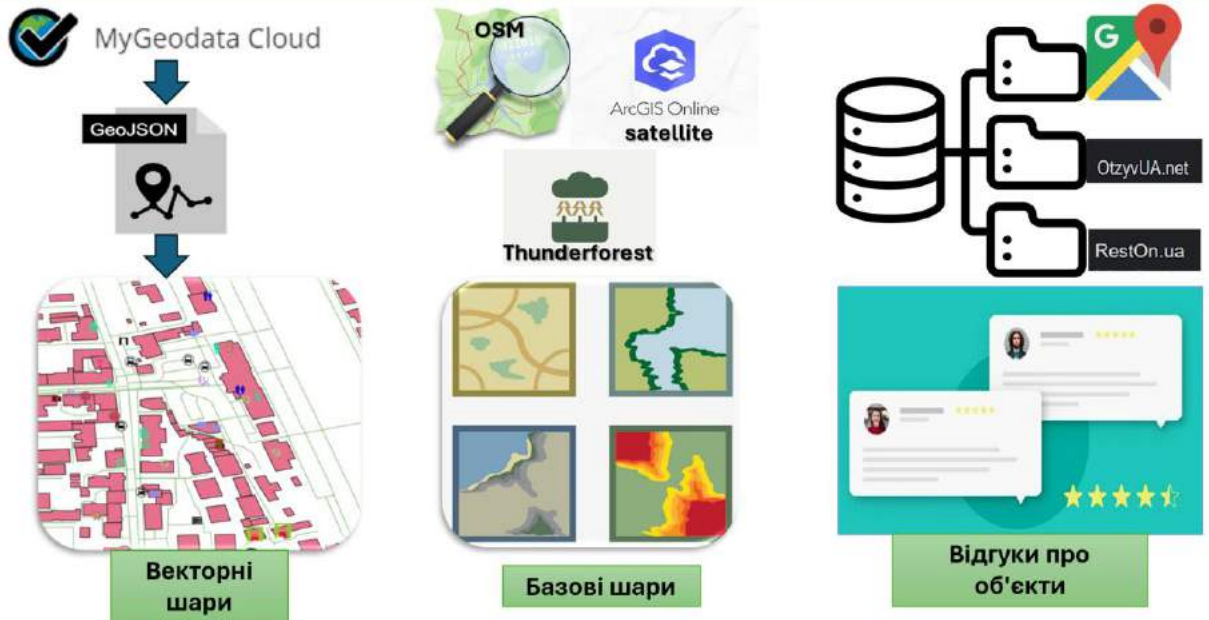 MyGeodata Cloud
GeoJSON
Векторні
шари
OSM
ArcGIS Online
satellite
Thunderforest
Базові шари
G
OtzyvUA.net
RestOn.ua
Відгуки про
об'єкти